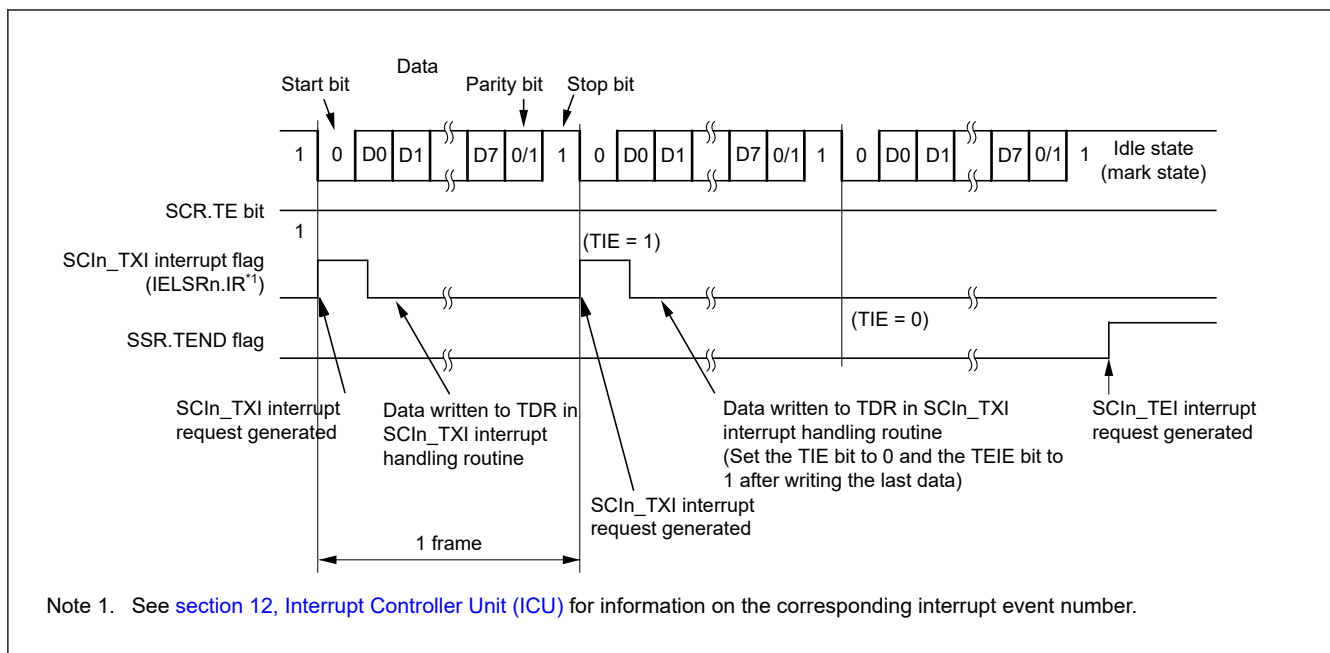 Data
Start bit
Parity bit
Stop bit
1 0 D0 D1 D7 0/1 1 0 D0 D1 D7 0/1 1 0 D0 D1 D7 0/1 1
Idle state
(mark state)
SCR.TE bit
1
(TIE = 1)
SCIn_TXI interrupt flag
(IELSRn.IR*1)
(TIE = 0)
SSR.TEND flag
SCIn_TXI interrupt
request generated
Data written to TDR in
SCIn_TXI interrupt
handling routine
Data written to TDR in SCIn_TXI
interrupt handling routine
(Set the TIE bit to 0 and the TEIE bit to
1 after writing the last data)
SCIn_TEI interrupt
request generated
SCIn_TXI interrupt
request generated
1 frame
Note 1. See section 12, Interrupt Controller Unit (ICU) for information on the corresponding interrupt event number.